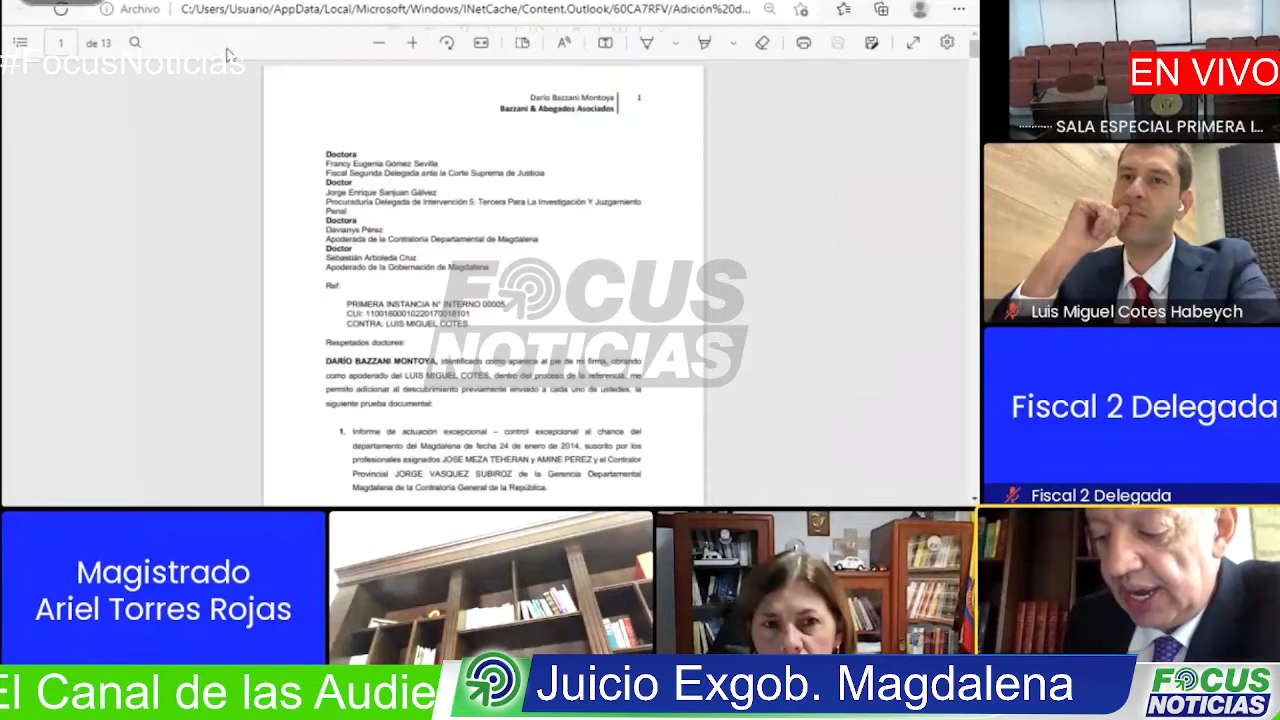 Archivo
C:/Users/Usuario/AppData/Local/Microsoft/Windows/INetCache/Content.Outlook/60CA7RFV/Adición%20d...
1 de 13
#FocusNoticias
Darío Bazzani Montoya 1
Bazzani & Abogados Asociados
Doctora
Francy Eugenia Gómez Sevilla
Fiscal Segunda Delegada ante la Corte Suprema de Justicia
Doctor
Jorge Enrique Sanjuan Gálvez
Procuraduría Delegada de Intervención 5: Tercera Para La Investigación Y Juzgamiento
Penal
Doctora
Davianys Pérez
Apoderada de la Contraloría Departamental de Magdalena
Doctor
Sebastián Arboleda Cruz
Apoderado de la Gobernación de Magdalena
Ref:
PRIMERA INSTANCIA N° INTERNO 00005
CUI: 11001600010220170018101
CONTRA: LUIS MIGUEL COTES
Respetados doctores:
DARÍO BAZZANI MONTOYA, identificado como aparece al pie de mi firma, obrando
como apoderado del LUIS MIGUEL COTES, dentro del proceso de la referencia, me
permito adicionar al descubrimiento previamente enviado a cada uno de ustedes, la
siguiente prueba documental:
1. Informe de actuación excepcional – control excepcional al chance del
departamento del Magdalena de fecha 24 de enero de 2014, suscrito por los
profesionales asignados JOSE MEZA TEHERAN y AMINE PEREZ y el Contralor
Provincial JORGE VASQUEZ SUBIROZ de la Gerencia Departamental
Magdalena de la Contraloría General de la República.
FOCUS
NOTICIAS
EN VIVO
SALA ESPECIAL PRIMERA I...
Luis Miguel Cotes Habeych
Fiscal 2 Delegada
Fiscal 2 Delegada
Magistrado
Ariel Torres Rojas
El Canal de las Audie
Juicio Exgob. Magdalena
FOCUS
NOTICIAS